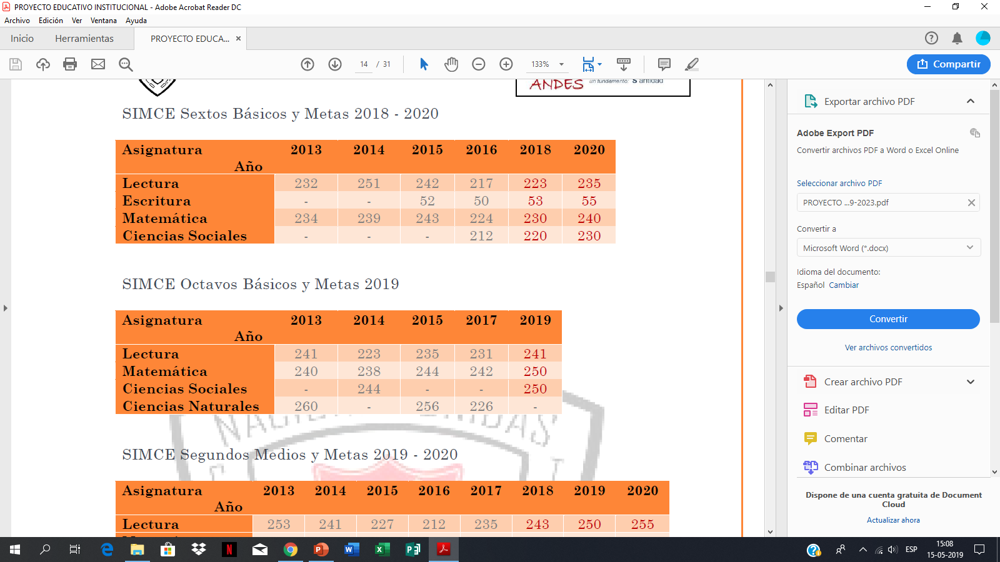 PROYECTO EDUCATIVO INSTITUCIONAL - Adobe Acrobat Reader DC
Archivo Edición Ver Ventana Ayuda
Inicio Herramientas PROYECTO EDUCA... ×
14 / 31 133% Compartir
ANDES un fundamento: Santidad
SIMCE Sextos Básicos y Metas 2018 - 2020
Asignatura 2013 2014 2015 2016 2018 2020
Año
Lectura 232 251 242 217 223 235
Escritura - - 52 50 53 55
Matemática 234 239 243 224 230 240
Ciencias Sociales - - - 212 220 230
SIMCE Octavos Básicos y Metas 2019
Asignatura 2013 2014 2015 2017 2019
Año
Lectura 241 223 235 231 241
Matemática 240 238 244 242 250
Ciencias Sociales - 244 - - 250
Ciencias Naturales 260 - 256 226 -
SIMCE Segundos Medios y Metas 2019 - 2020
Asignatura 2013 2014 2015 2016 2017 2018 2019 2020
Año
Lectura 253 241 227 212 235 243 250 255
Exportar archivo PDF
Adobe Export PDF
Convertir archivos PDF a Word o Excel Online
Seleccionar archivo PDF
PROYECTO ...9-2023.pdf
Convertir a
Microsoft Word (*.docx)
Idioma del documento:
Español Cambiar
Convertir
Ver archivos convertidos
Crear archivo PDF
Editar PDF
Comentar
Combinar archivos
Dispone de una cuenta gratuita de Document
Cloud
Actualizar ahora
ESP
15:08
15-05-2019